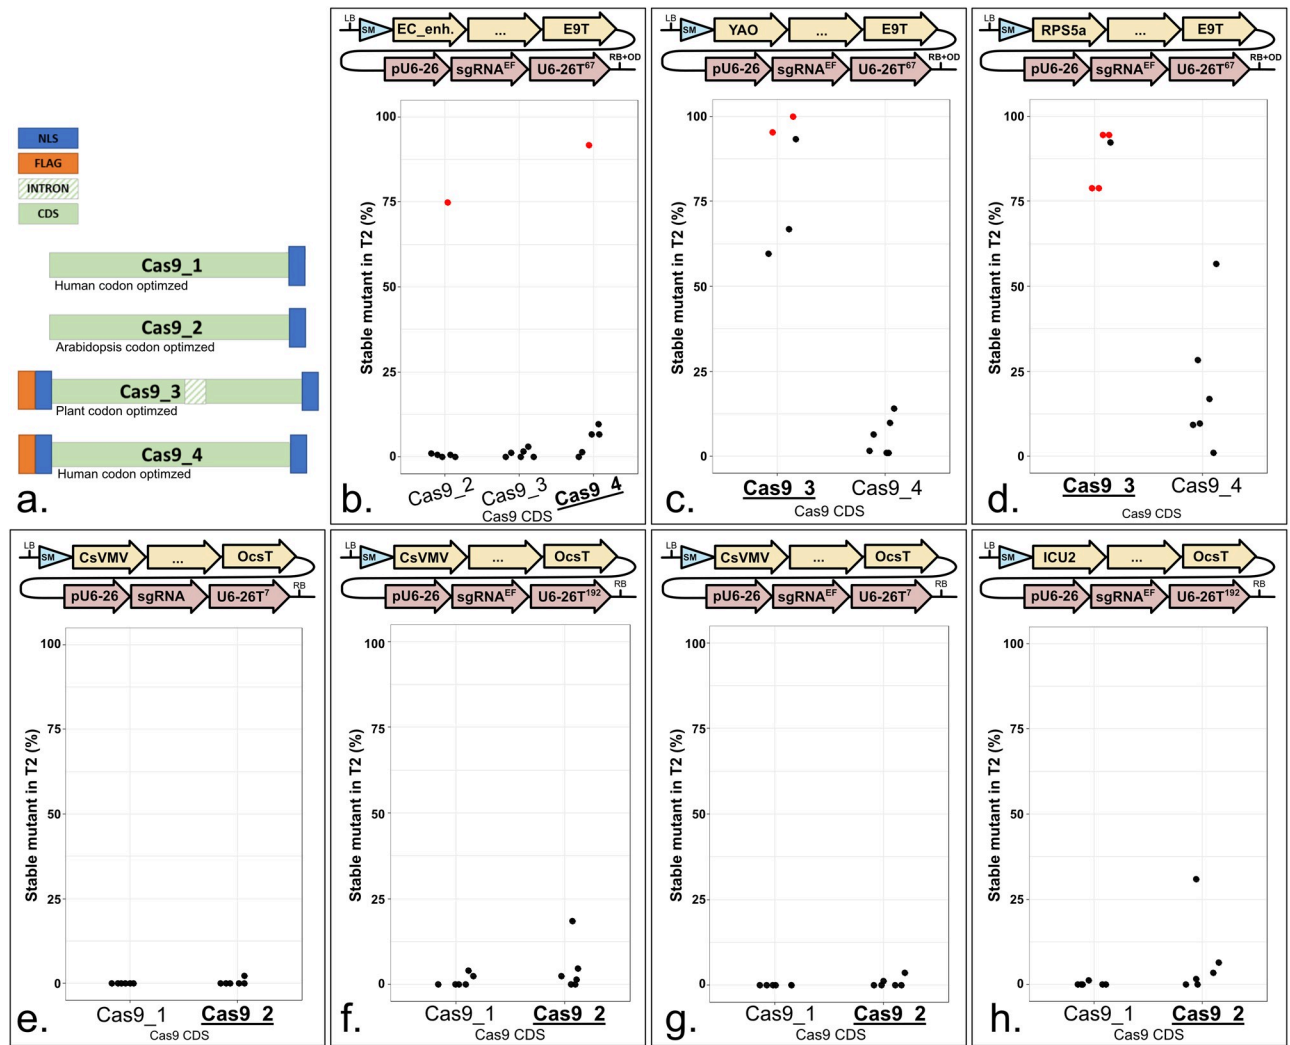 NLS
FLAG
INTRON
CDS
Cas9_1
Human codon optimzed
Cas9_2
Arabidopsis codon optimzed
Cas9_3
Plant codon optimzed
Cas9_4
Human codon optimzed
a.
LB SM EC_enh. ... E9T
pU6-26 sgRNA^EF U6-26T^67 RB+OD
Stable mutant in T2 (%)
100
75
50
25
0
Cas9_2 Cas9_3 Cas9_4
Cas9 CDS
b.
LB SM YAO ... E9T
pU6-26 sgRNA^EF U6-26T^67 RB+OD
Stable mutant in T2 (%)
100
75
50
25
0
Cas9_3 Cas9_4
Cas9 CDS
c.
LB SM RPS5a ... E9T
pU6-26 sgRNA^EF U6-26T^67 RB+OD
Stable mutant in T2 (%)
100
75
50
25
0
Cas9_3 Cas9_4
Cas9 CDS
d.
LB SM CsVMV ... OcsT
pU6-26 sgRNA U6-26T^7 RB
Stable mutant in T2 (%)
100
75
50
25
0
Cas9_1 Cas9_2
Cas9 CDS
e.
LB SM CsVMV ... OcsT
pU6-26 sgRNA^EF U6-26T^192 RB
Stable mutant in T2 (%)
100
75
50
25
0
Cas9_1 Cas9_2
Cas9 CDS
f.
LB SM CsVMV ... OcsT
pU6-26 sgRNA^EF U6-26T^7 RB
Stable mutant in T2 (%)
100
75
50
25
0
Cas9_1 Cas9_2
Cas9 CDS
g.
LB SM ICU2 ... OcsT
pU6-26 sgRNA^EF U6-26T^192 RB
Stable mutant in T2 (%)
100
75
50
25
0
Cas9_1 Cas9_2
Cas9 CDS
h.